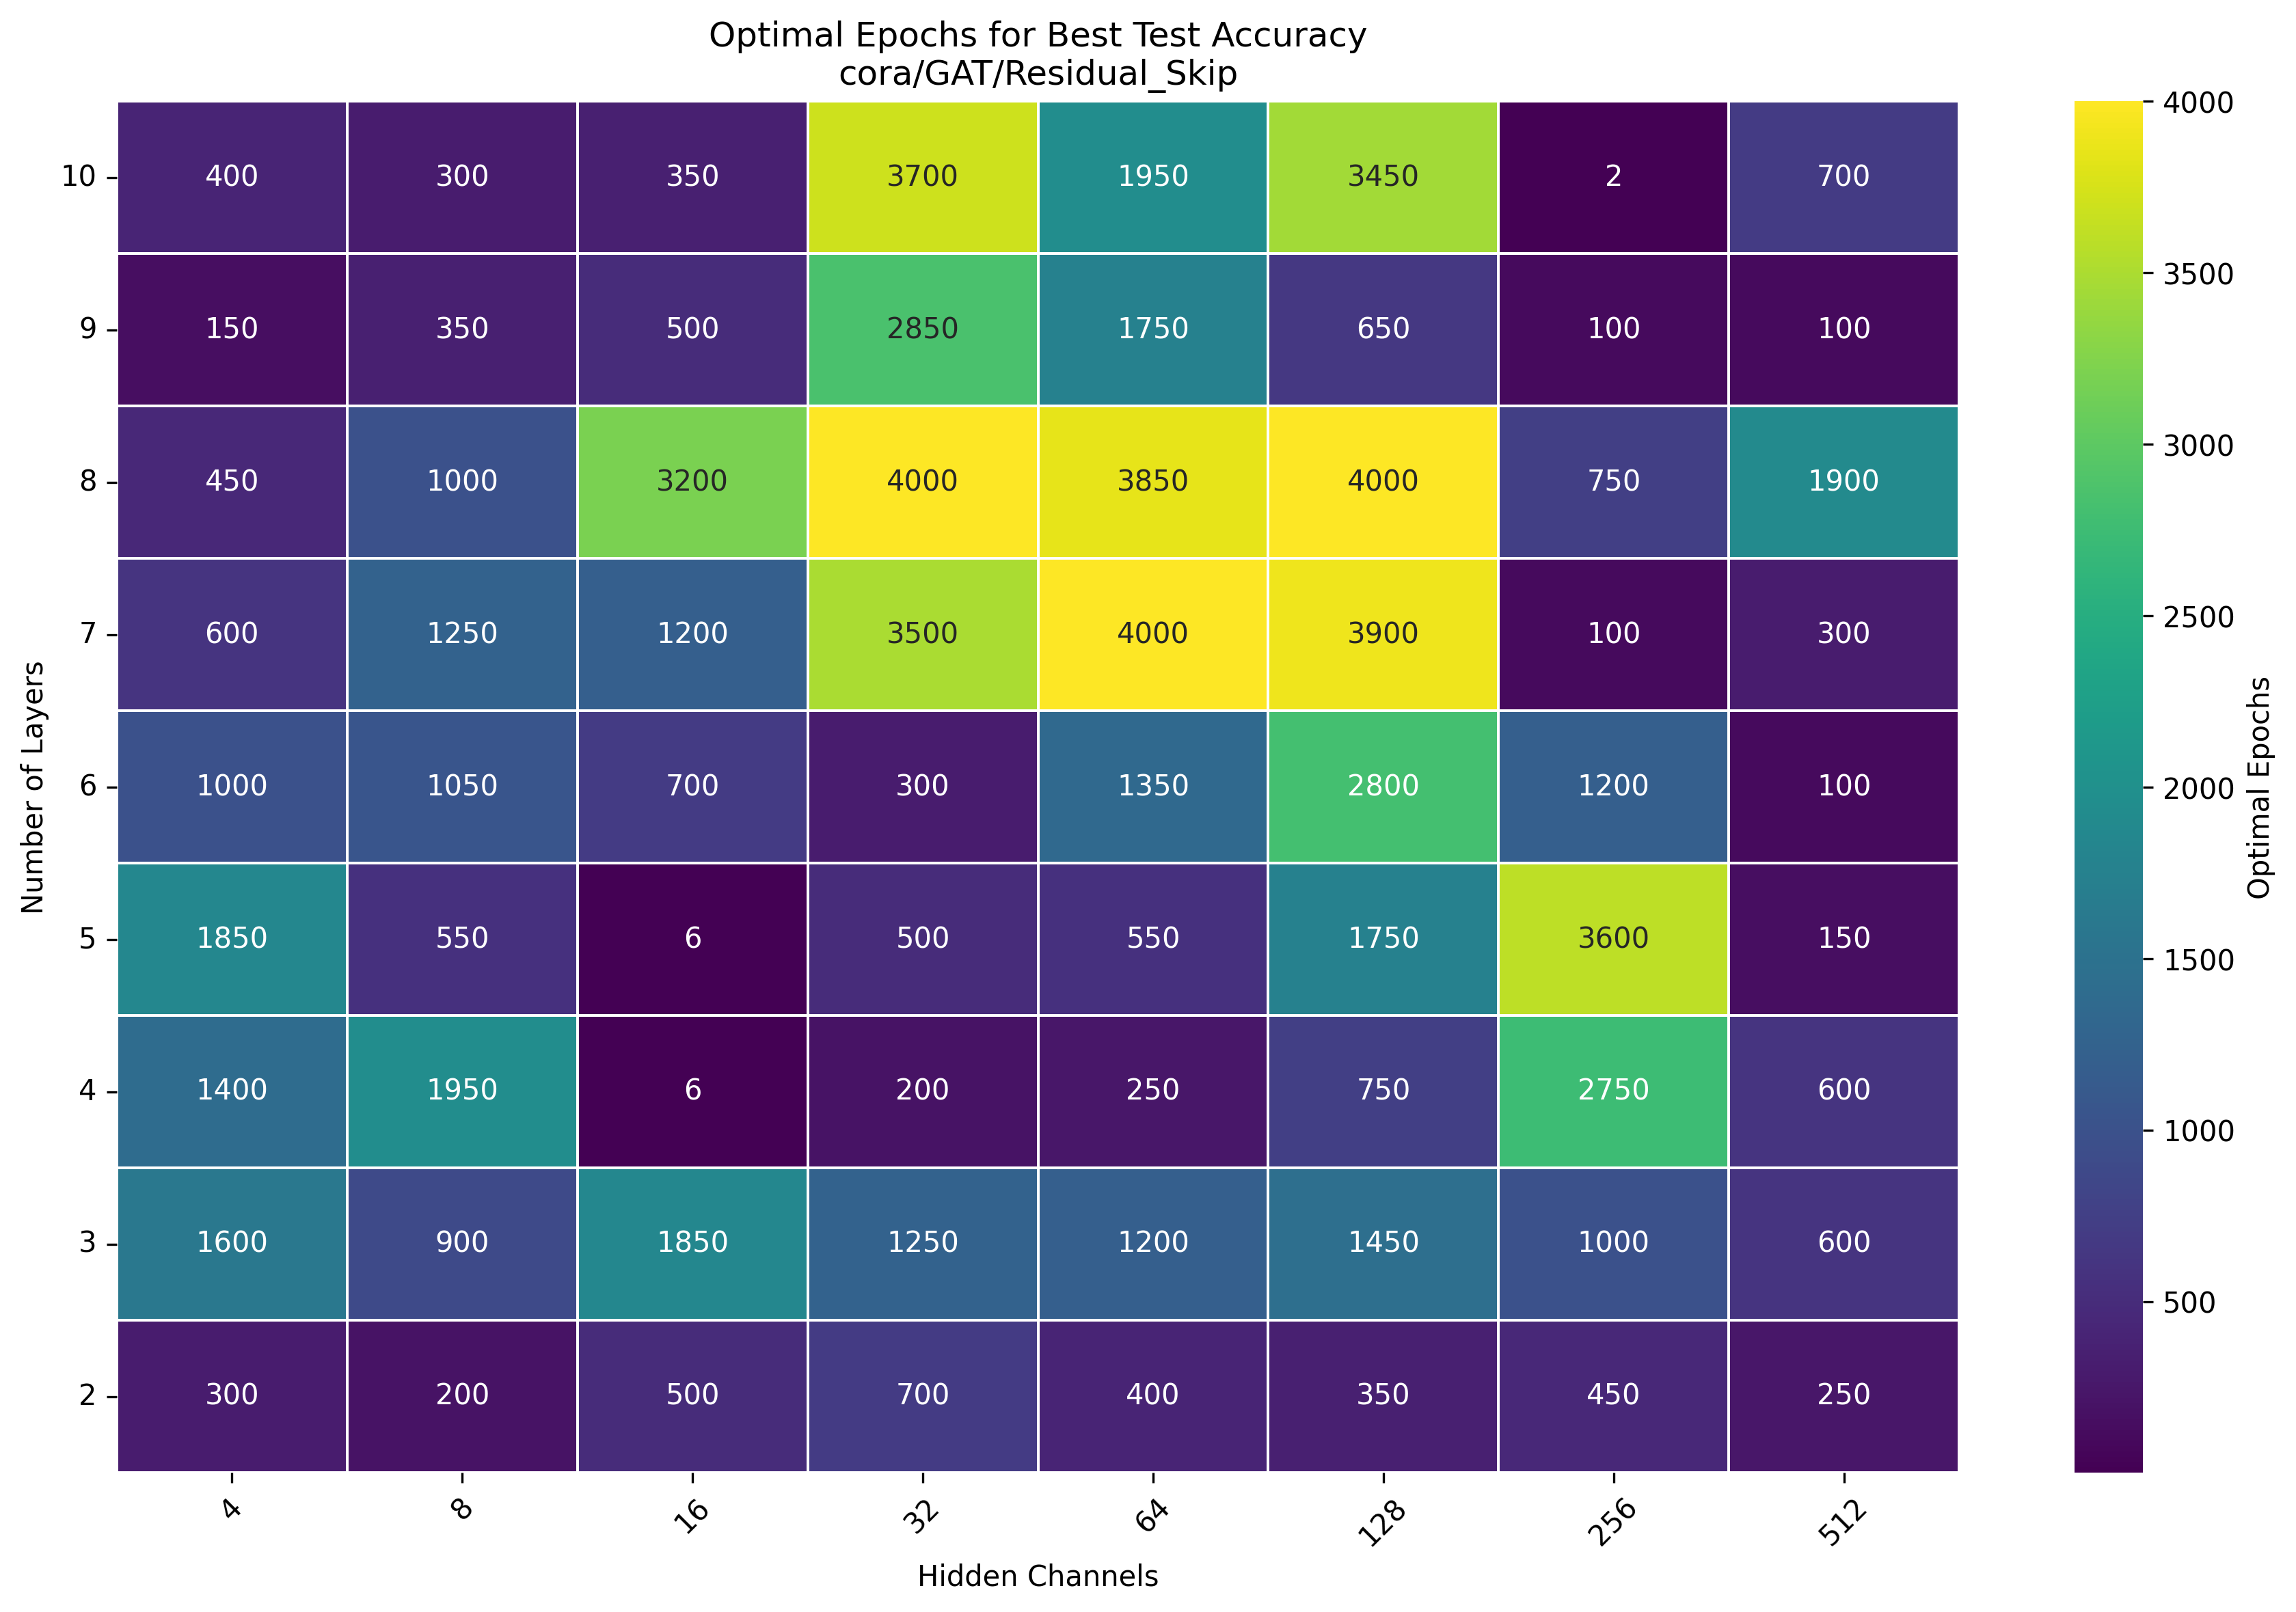 Optimal Epochs for Best Test Accuracy
cora/GAT/Residual_Skip
Number of Layers
10 400 300 350 3700 1950 3450 2 700
9 150 350 500 2850 1750 650 100 100
8 450 1000 3200 4000 3850 4000 750 1900
7 600 1250 1200 3500 4000 3900 100 300
6 1000 1050 700 300 1350 2800 1200 100
5 1850 550 6 500 550 1750 3600 150
4 1400 1950 6 200 250 750 2750 600
3 1600 900 1850 1250 1200 1450 1000 600
2 300 200 500 700 400 350 450 250
4 8 16 32 64 128 256 512
Hidden Channels
4000
3500
3000
2500
2000
1500
1000
500
Optimal Epochs